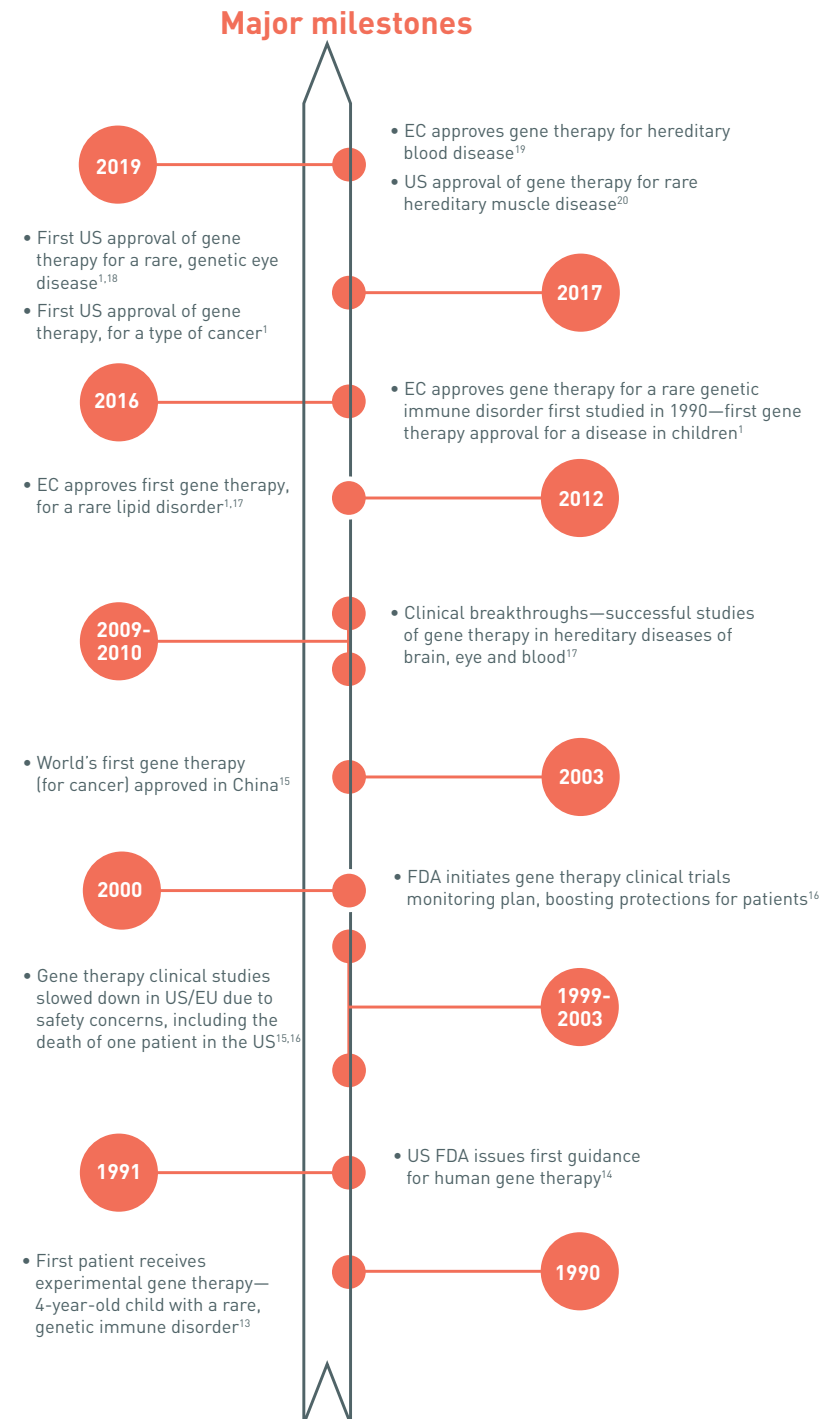 Major milestones
2019
• EC approves gene therapy for hereditary
blood disease19
• US approval of gene therapy for rare
hereditary muscle disease20
• First US approval of gene
therapy for a rare, genetic eye
disease1,18
• First US approval of gene
therapy, for a type of cancer1
2017
2016
• EC approves gene therapy for a rare genetic
immune disorder first studied in 1990—first gene
therapy approval for a disease in children1
• EC approves first gene therapy,
for a rare lipid disorder1,17
2012
2009-
2010
• Clinical breakthroughs—successful studies
of gene therapy in hereditary diseases of
brain, eye and blood17
• World’s first gene therapy
(for cancer) approved in China15
2003
2000
• FDA initiates gene therapy clinical trials
monitoring plan, boosting protections for patients16
• Gene therapy clinical studies
slowed down in US/EU due to
safety concerns, including the
death of one patient in the US15,16
1999-
2003
1991
• US FDA issues first guidance
for human gene therapy14
• First patient receives
experimental gene therapy—
4-year-old child with a rare,
genetic immune disorder13
1990